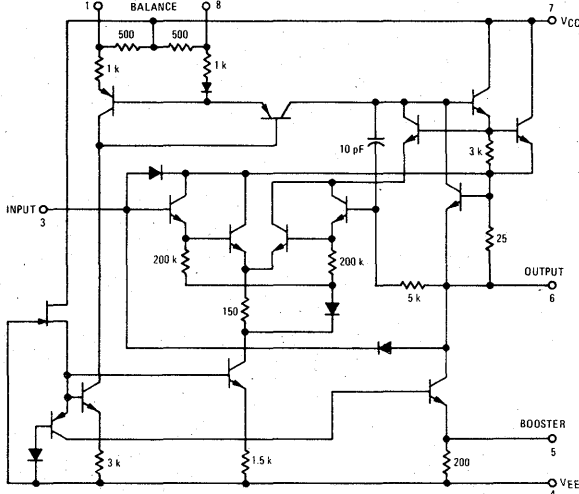 1 BALANCE 8
7
VCC
500 500
1 k 1 k
10 pF
3 k
INPUT
3
200 k 200 k
25
OUTPUT
6
150
5 k
BOOSTER
5
3 k 1.5 k 200
VEE
4